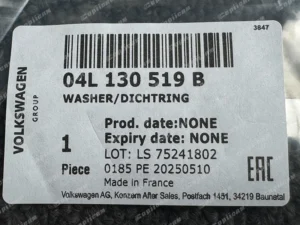 3847
VOLKSWAGEN
GROUP
04L 130 519 B
WASHER/DICHTRING
Prod. date:NONE
Expiry date: NONE
1
LOT: LS 75241802
Piece
0185 PE 20250510
Made in France
EAC
Volkswagen AG, Konzern After Sales, Postfach 1451, 34219 Baunatal